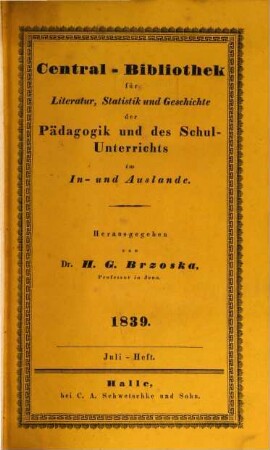 Central - Bibliothek
für
Literatur, Statistik und Geschichte
der
Pädagogik und des Schul-
Unterrichts
im
In- und Auslande.
Herausgegeben
von
Dr. H. G. Brzoska,
Professor in Jena.
1839.
Juli - Heft.
Halle,
bei C. A. Schwetschke und Sohn.